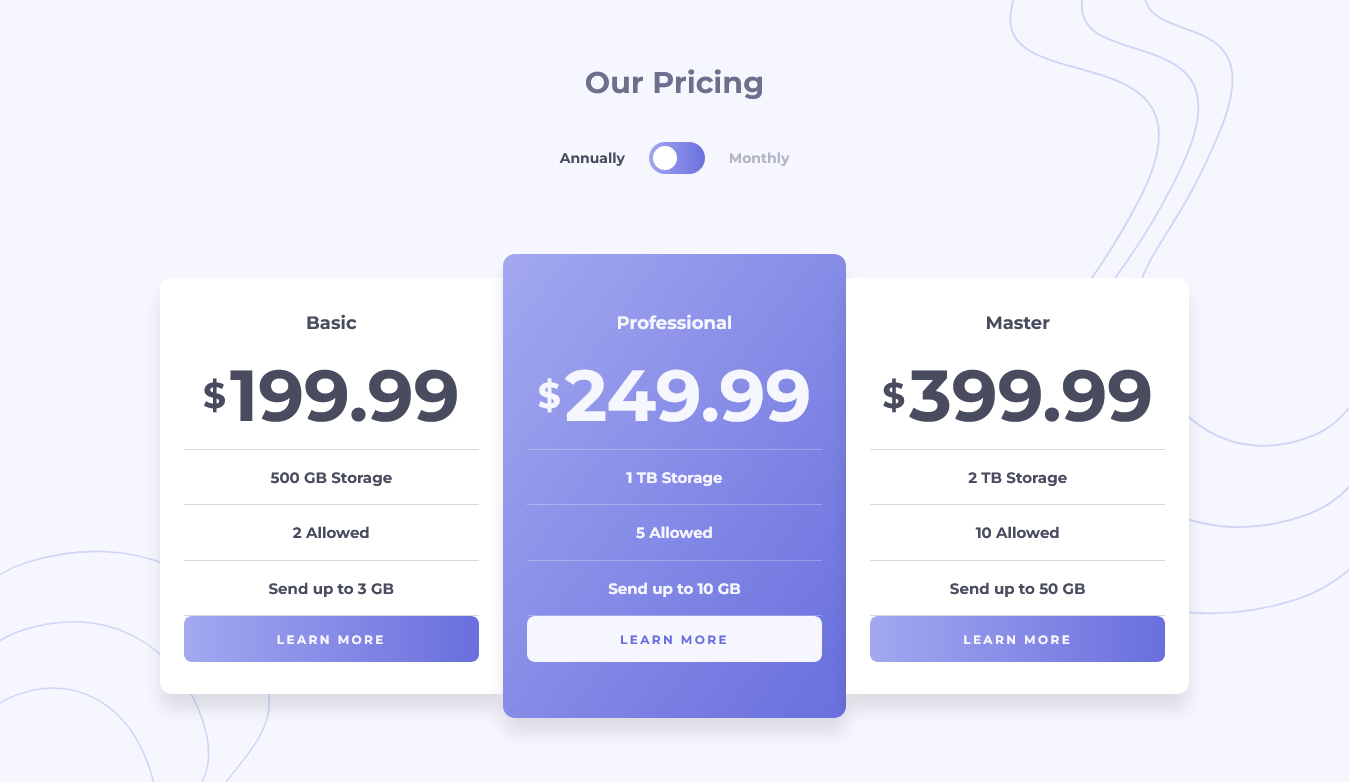 Our Pricing
Annually
Monthly
Basic
$199.99
500 GB Storage
2 Allowed
Send up to 3 GB
LEARN MORE
Professional
$249.99
1 TB Storage
5 Allowed
Send up to 10 GB
LEARN MORE
Master
$399.99
2 TB Storage
10 Allowed
Send up to 50 GB
LEARN MORE